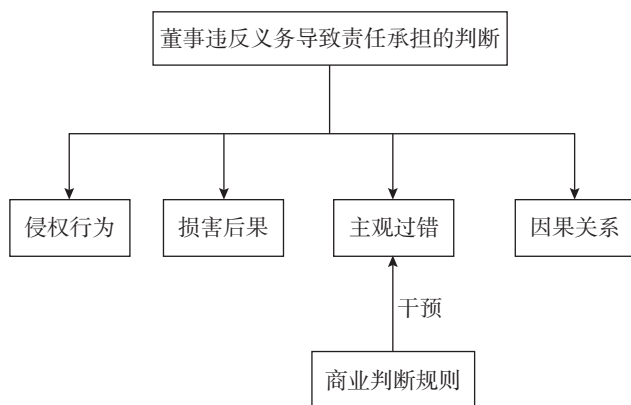 董事违反义务导致责任承担的判断
侵权行为
损害后果
主观过错
因果关系
干预
商业判断规则